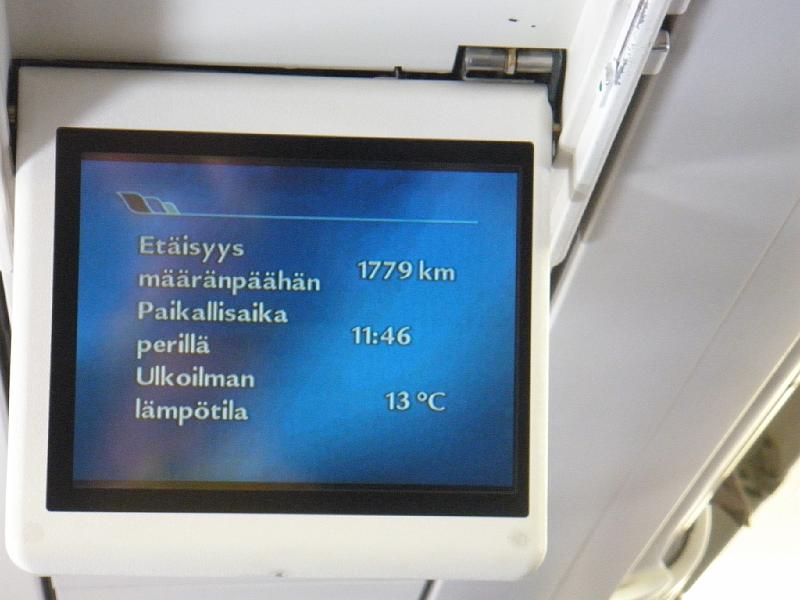 Etäisyys
määränpäähän 1779 km
Paikallisaika
perillä 11:46
Ulkoilman
lämpötila 13 °C